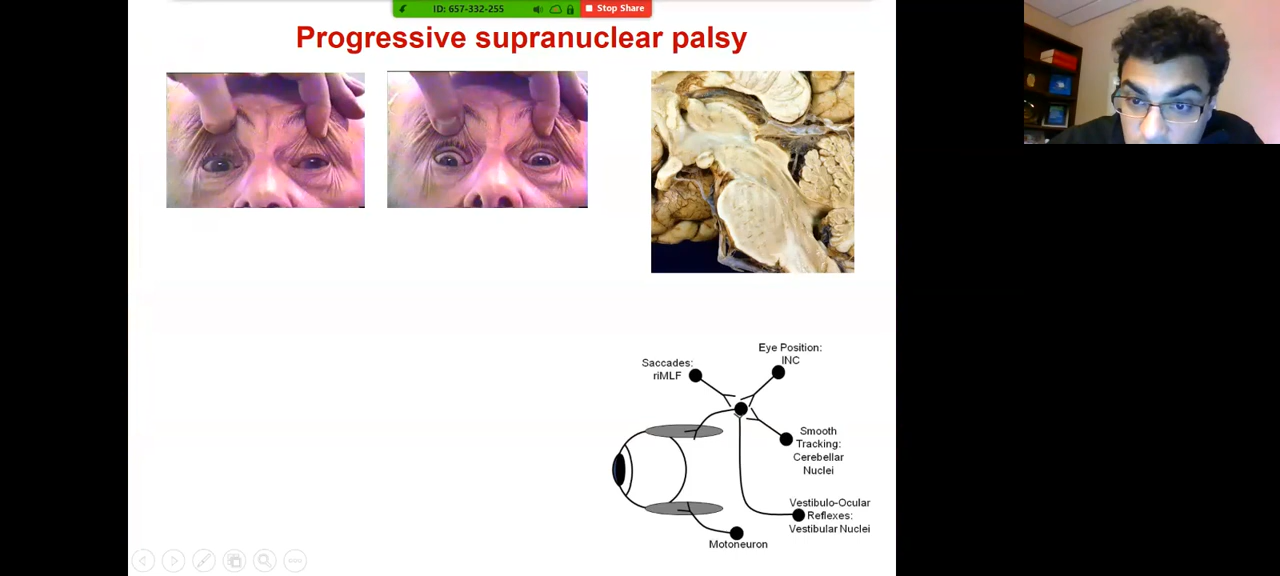 ID: 657-332-255
Stop Share
Progressive supranuclear palsy
Eye Position:
INC
Saccades:
riMLF
Smooth
Tracking:
Cerebellar
Nuclei
Vestibulo-Ocular
Reflexes:
Vestibular Nuclei
Motoneuron